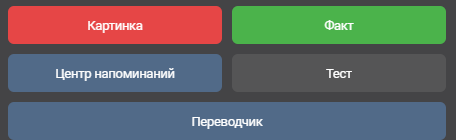 Картинка
Факт
Центр напоминаний
Тест
Переводчик